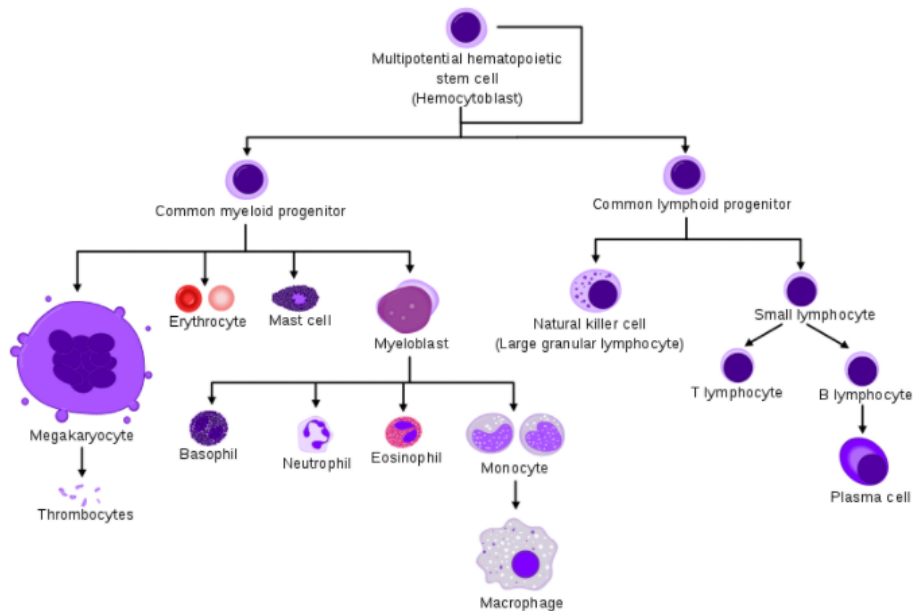 Multipotential hematopoietic
stem cell
(Hemocytoblast)
Common myeloid progenitor
Common lymphoid progenitor
Erythrocyte
Mast cell
Myeloblast
Natural killer cell
(Large granular lymphocyte)
Small lymphocyte
T lymphocyte
B lymphocyte
Megakaryocyte
Basophil
Neutrophil
Eosinophil
Monocyte
Plasma cell
Thrombocytes
Macrophage